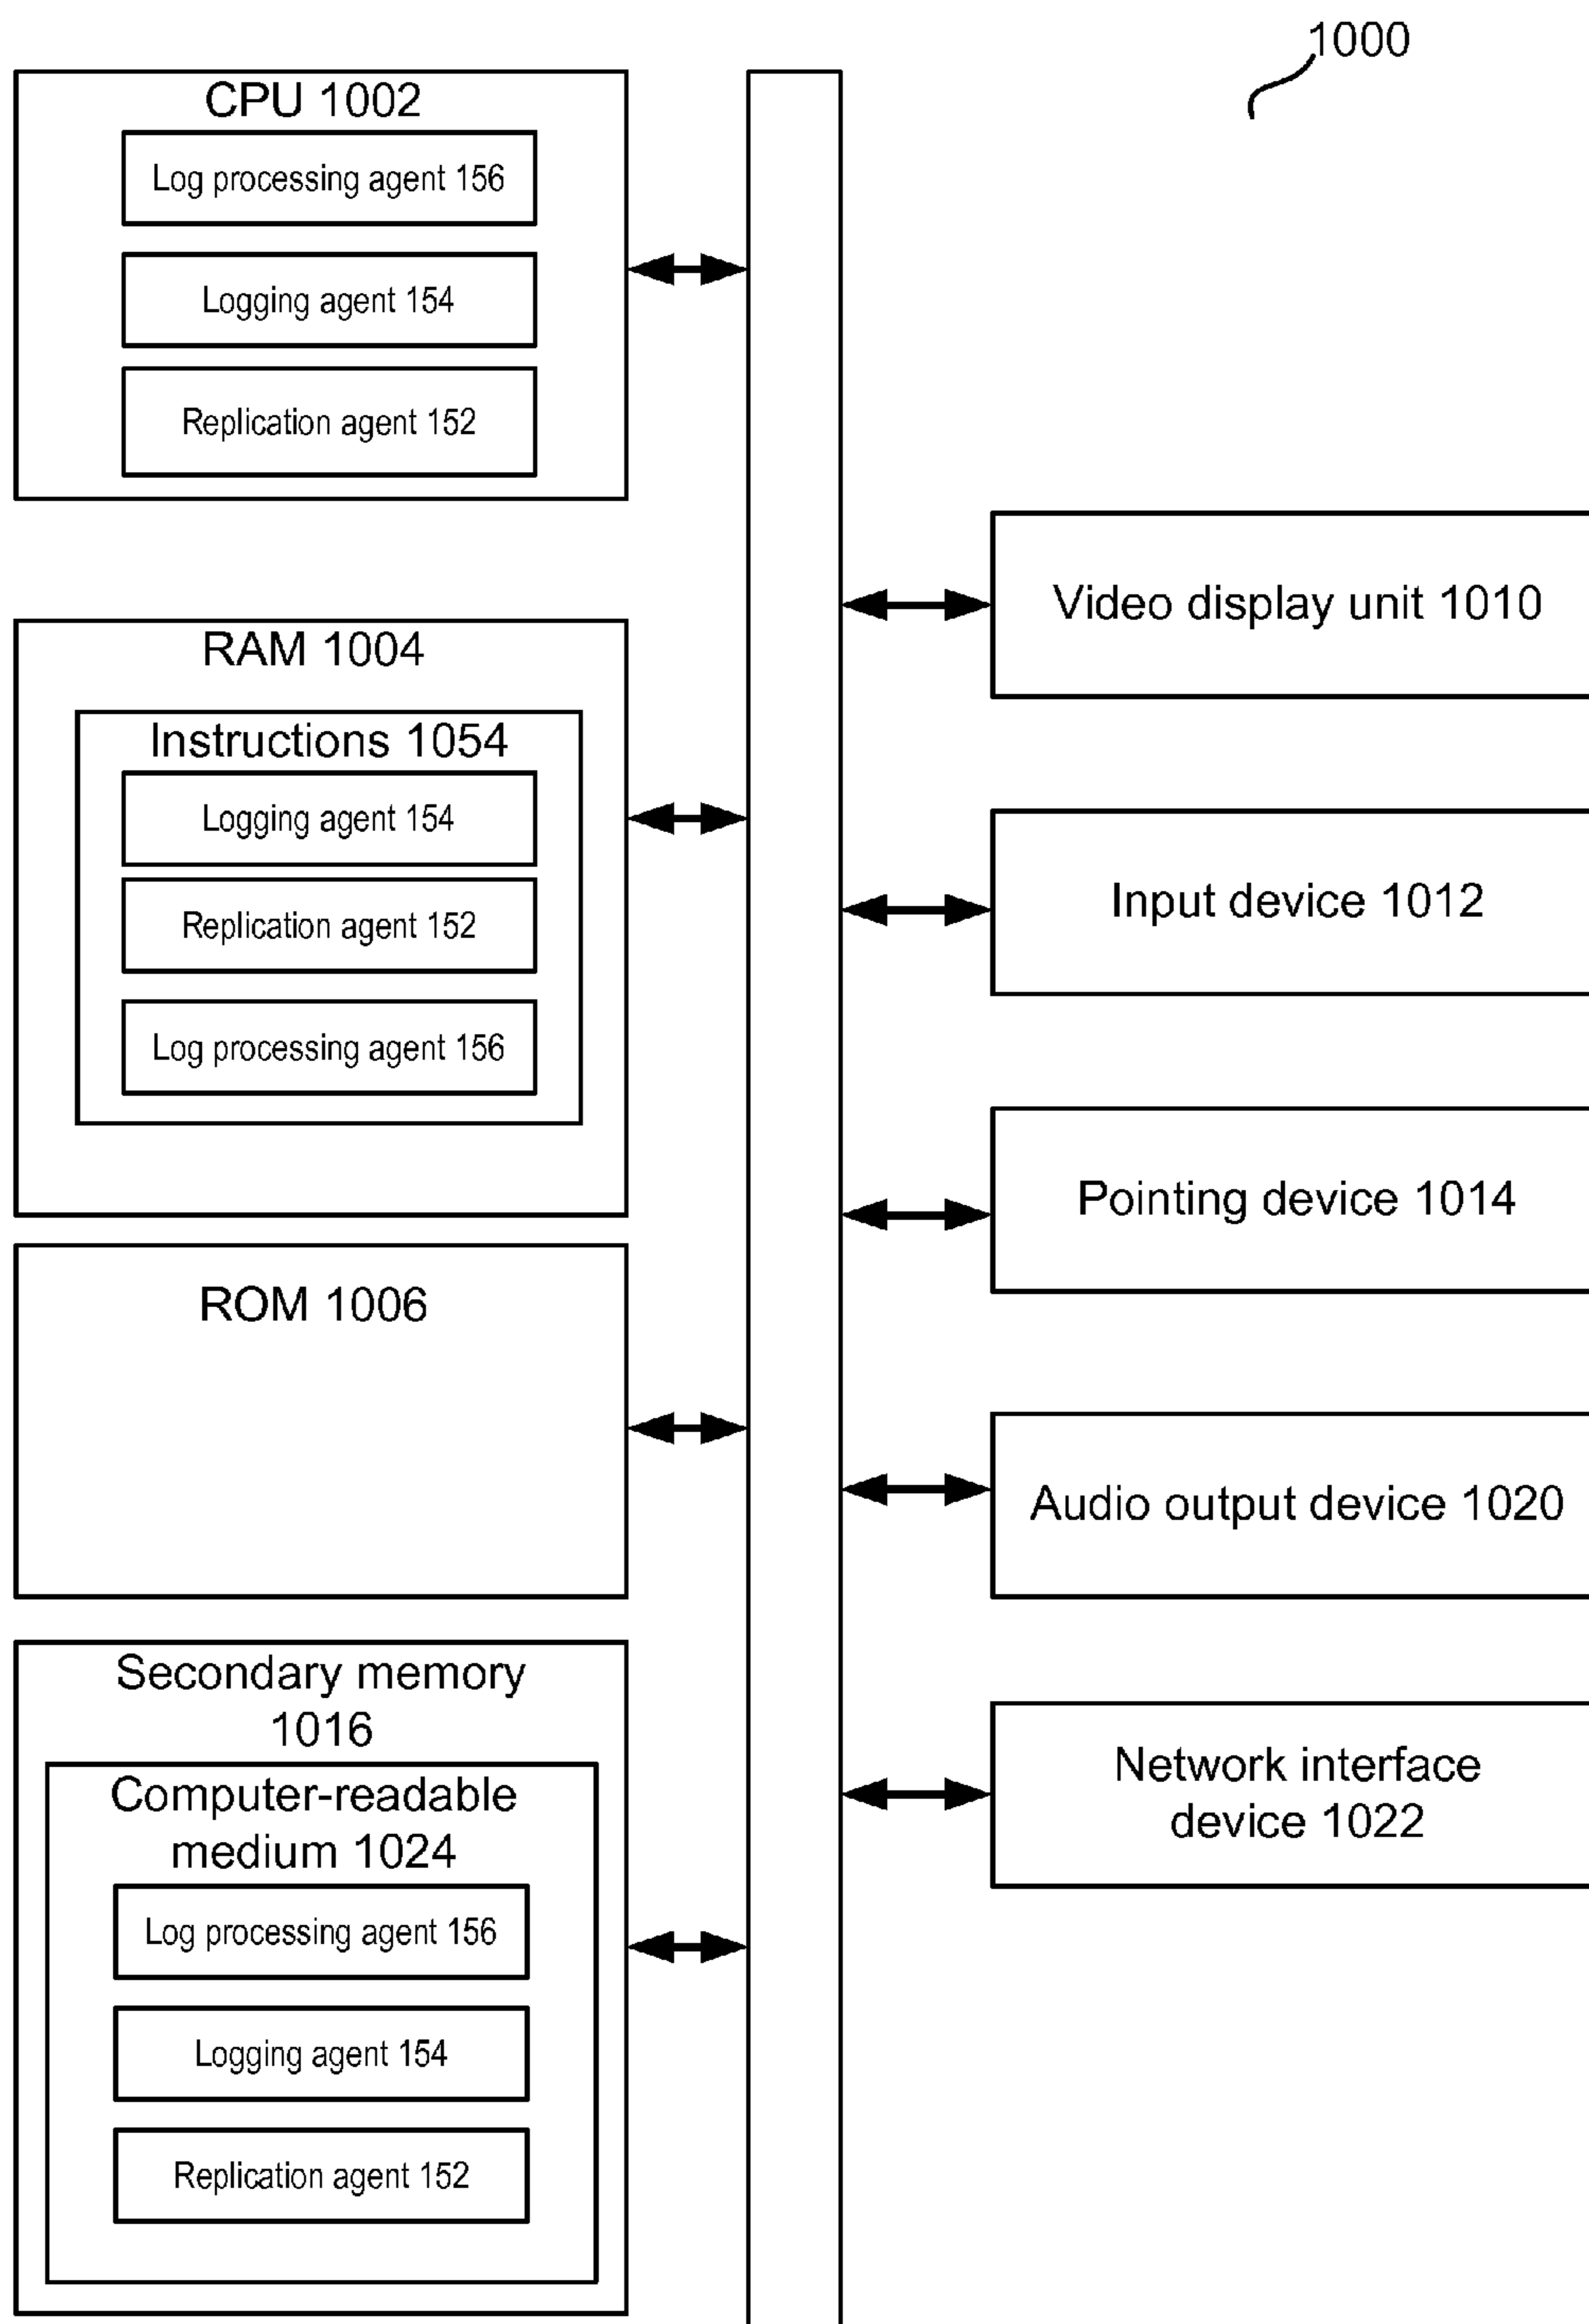 1000
CPU 1002
Log processing agent 156
Logging agent 154
Replication agent 152
RAM 1004
Instructions 1054
Logging agent 154
Replication agent 152
Log processing agent 156
ROM 1006
Secondary memory
1016
Computer-readable
medium 1024
Log processing agent 156
Logging agent 154
Replication agent 152
Video display unit 1010
Input device 1012
Pointing device 1014
Audio output device 1020
Network interface
device 1022